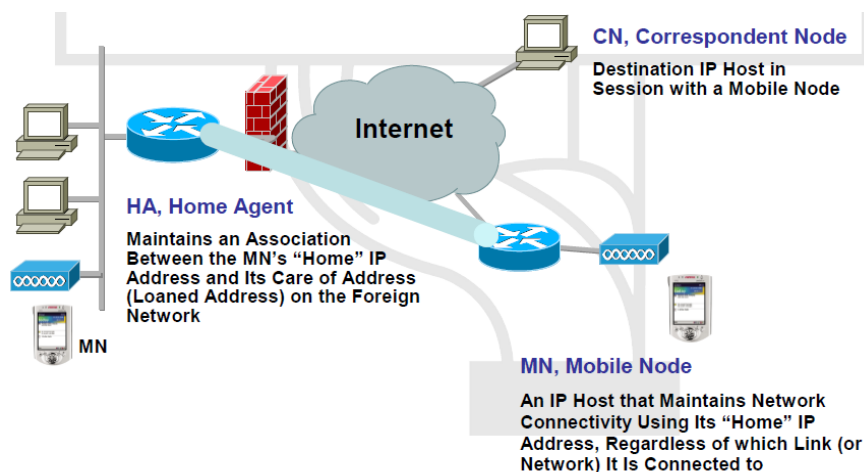 CN, Correspondent Node
Destination IP Host in
Session with a Mobile Node
Internet
HA, Home Agent
Maintains an Association
Between the MN's “Home” IP
Address and Its Care of Address
(Loaned Address) on the Foreign
Network
MN
MN, Mobile Node
An IP Host that Maintains Network
Connectivity Using Its “Home” IP
Address, Regardless of which Link (or
Network) It Is Connected to